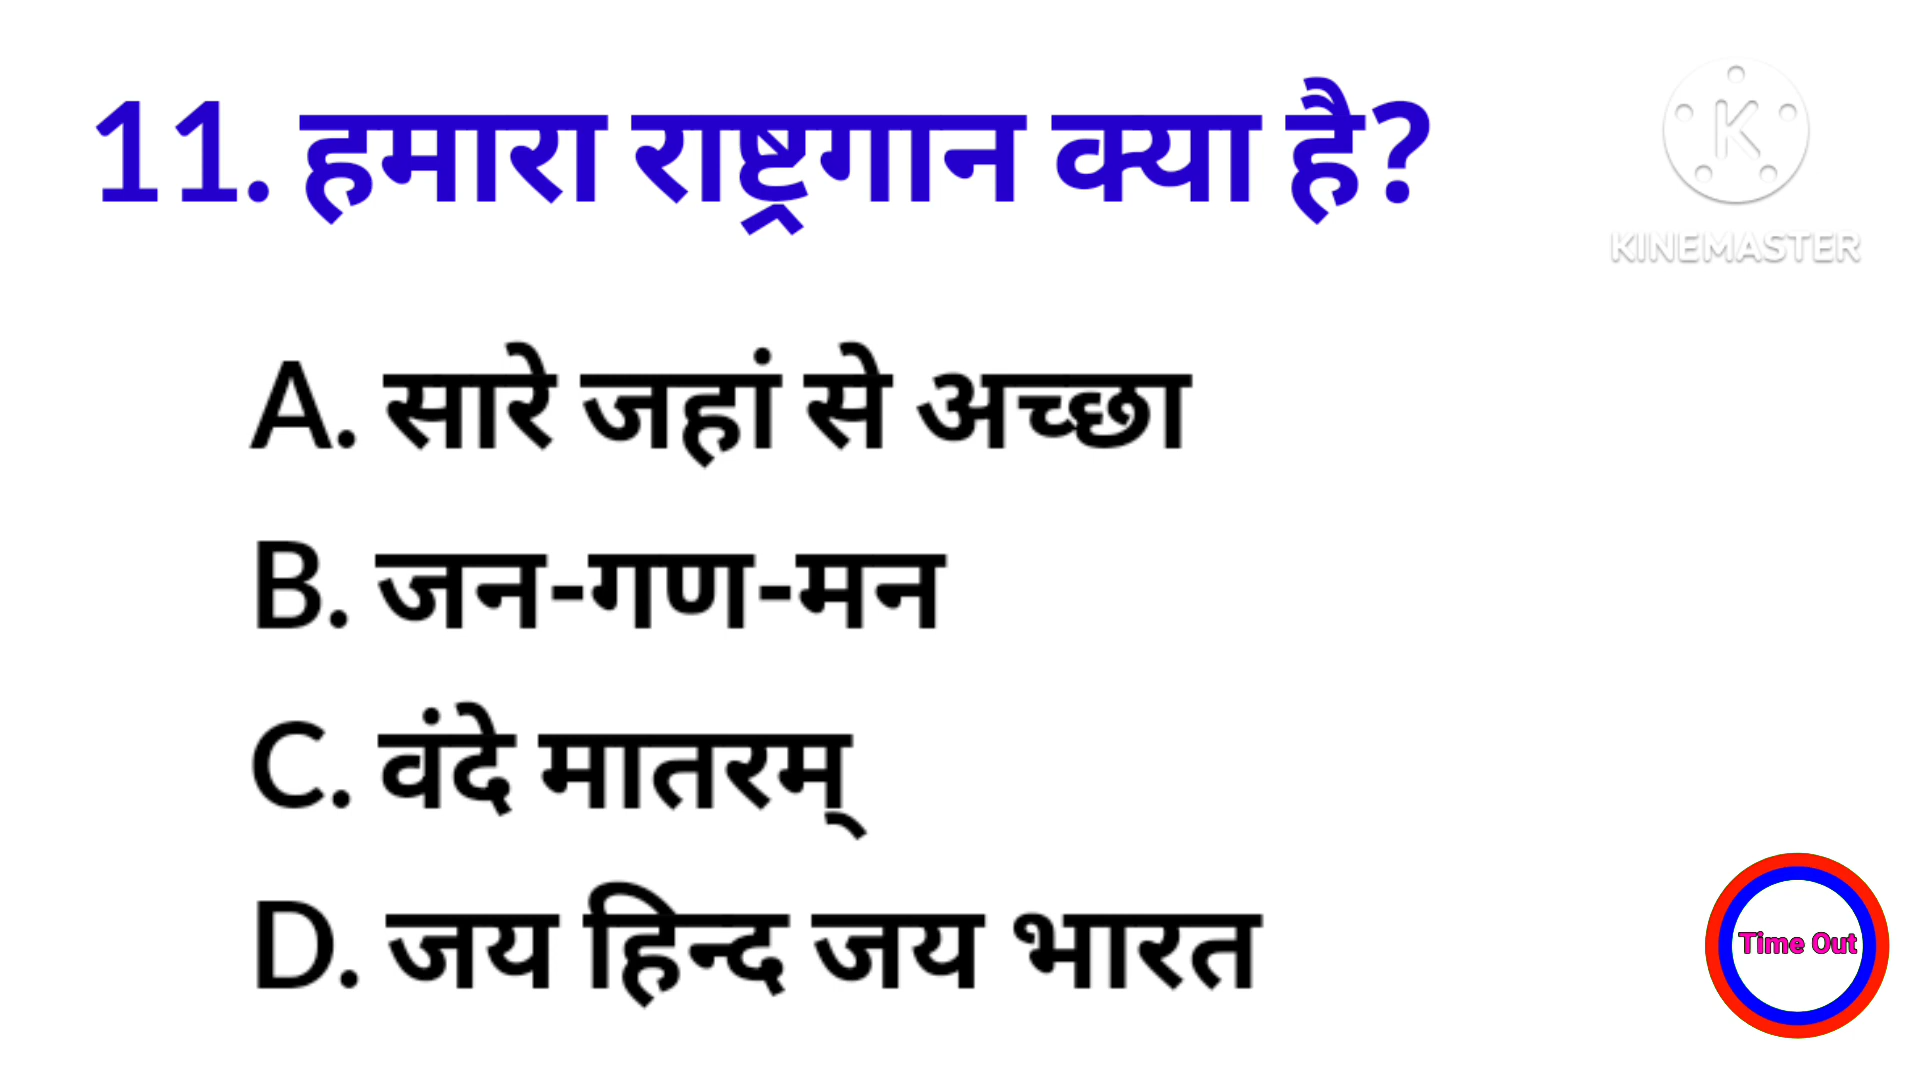 11. हमारा राष्ट्रगान क्या है?
KINEMASTER
A. सारे जहां से अच्छा
B. जन-गण-मन
C. वंदे मातरम्
D. जय हिन्द जय भारत
Time Out